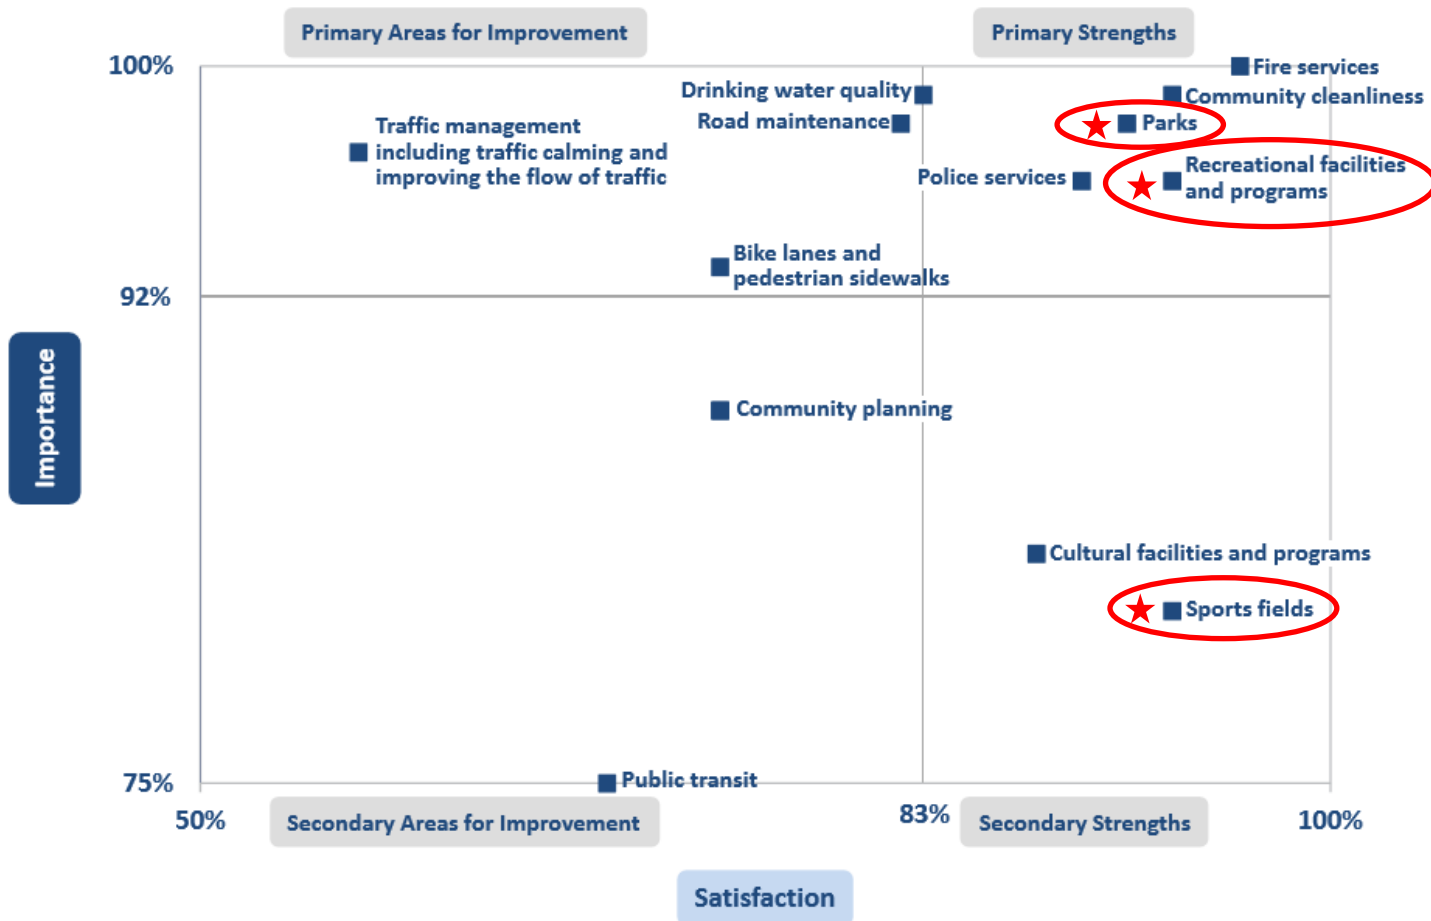 Primary Areas for Improvement
Primary Strengths
100%
Fire services
Drinking water quality
Community cleanliness
Road maintenance
Parks
Traffic management
including traffic calming and
improving the flow of traffic
Police services
Recreational facilities
and programs
Bike lanes and
pedestrian sidewalks
92%
Importance
Community planning
Cultural facilities and programs
Sports fields
75%
Public transit
50%
Secondary Areas for Improvement
83%
Secondary Strengths
100%
Satisfaction